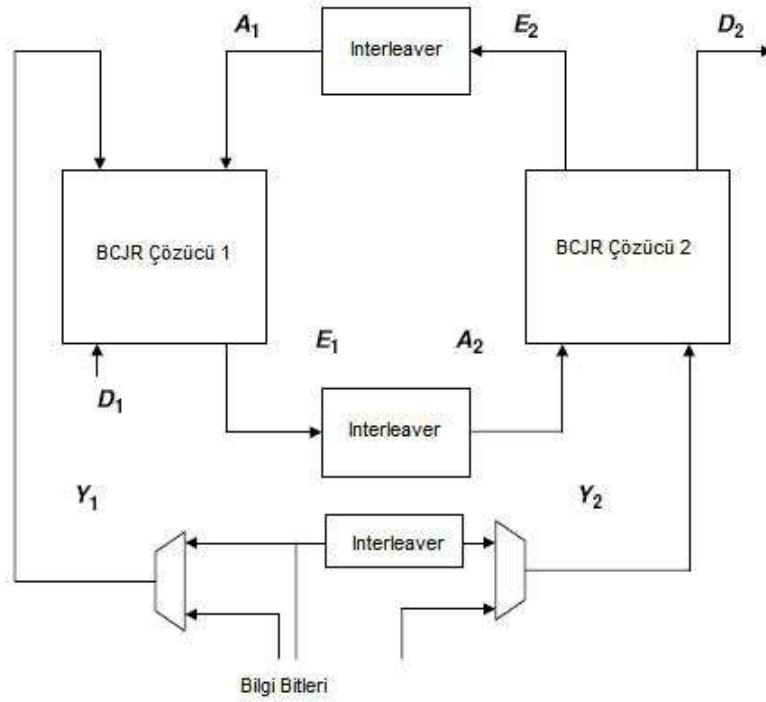 A1
Interleaver
E2
D2
BCJR Çözücü 1
BCJR Çözücü 2
E1
A2
D1
Interleaver
Y1
Y2
Interleaver
Bilgi Bitleri